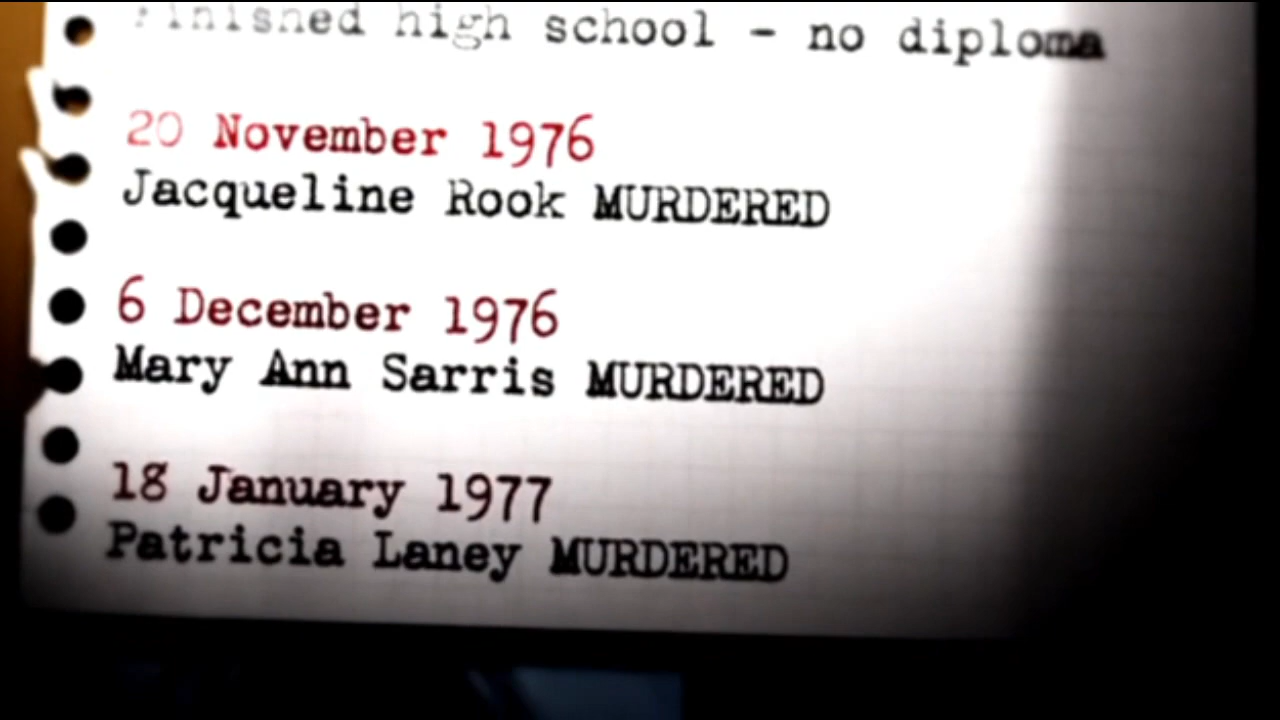 Finished high school - no diploma
20 November 1976
Jacqueline Rook MURDERED
6 December 1976
Mary Ann Sarris MURDERED
18 January 1977
Patricia Laney MURDERED